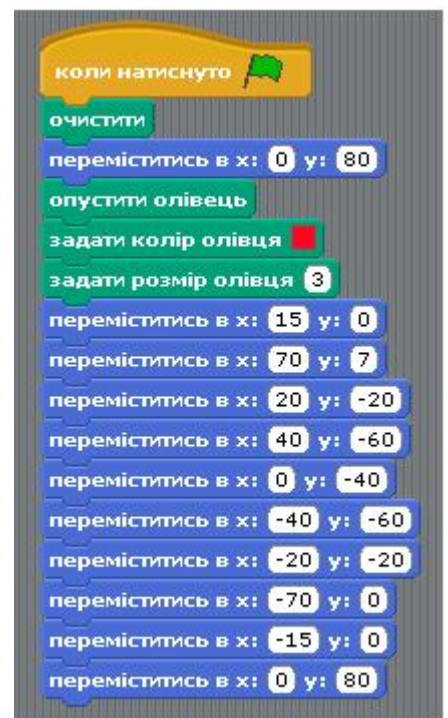 коли натиснуто
очистити
переміститись в x: 0 y: 80
опустити олівець
задати колір олівця
задати розмір олівця 3
переміститись в x: 15 y: 0
переміститись в x: 70 y: 7
переміститись в x: 20 y: -20
переміститись в x: 40 y: -60
переміститись в x: 0 y: -40
переміститись в x: -40 y: -60
переміститись в x: -20 y: -20
переміститись в x: -70 y: 0
переміститись в x: -15 y: 0
переміститись в x: 0 y: 80